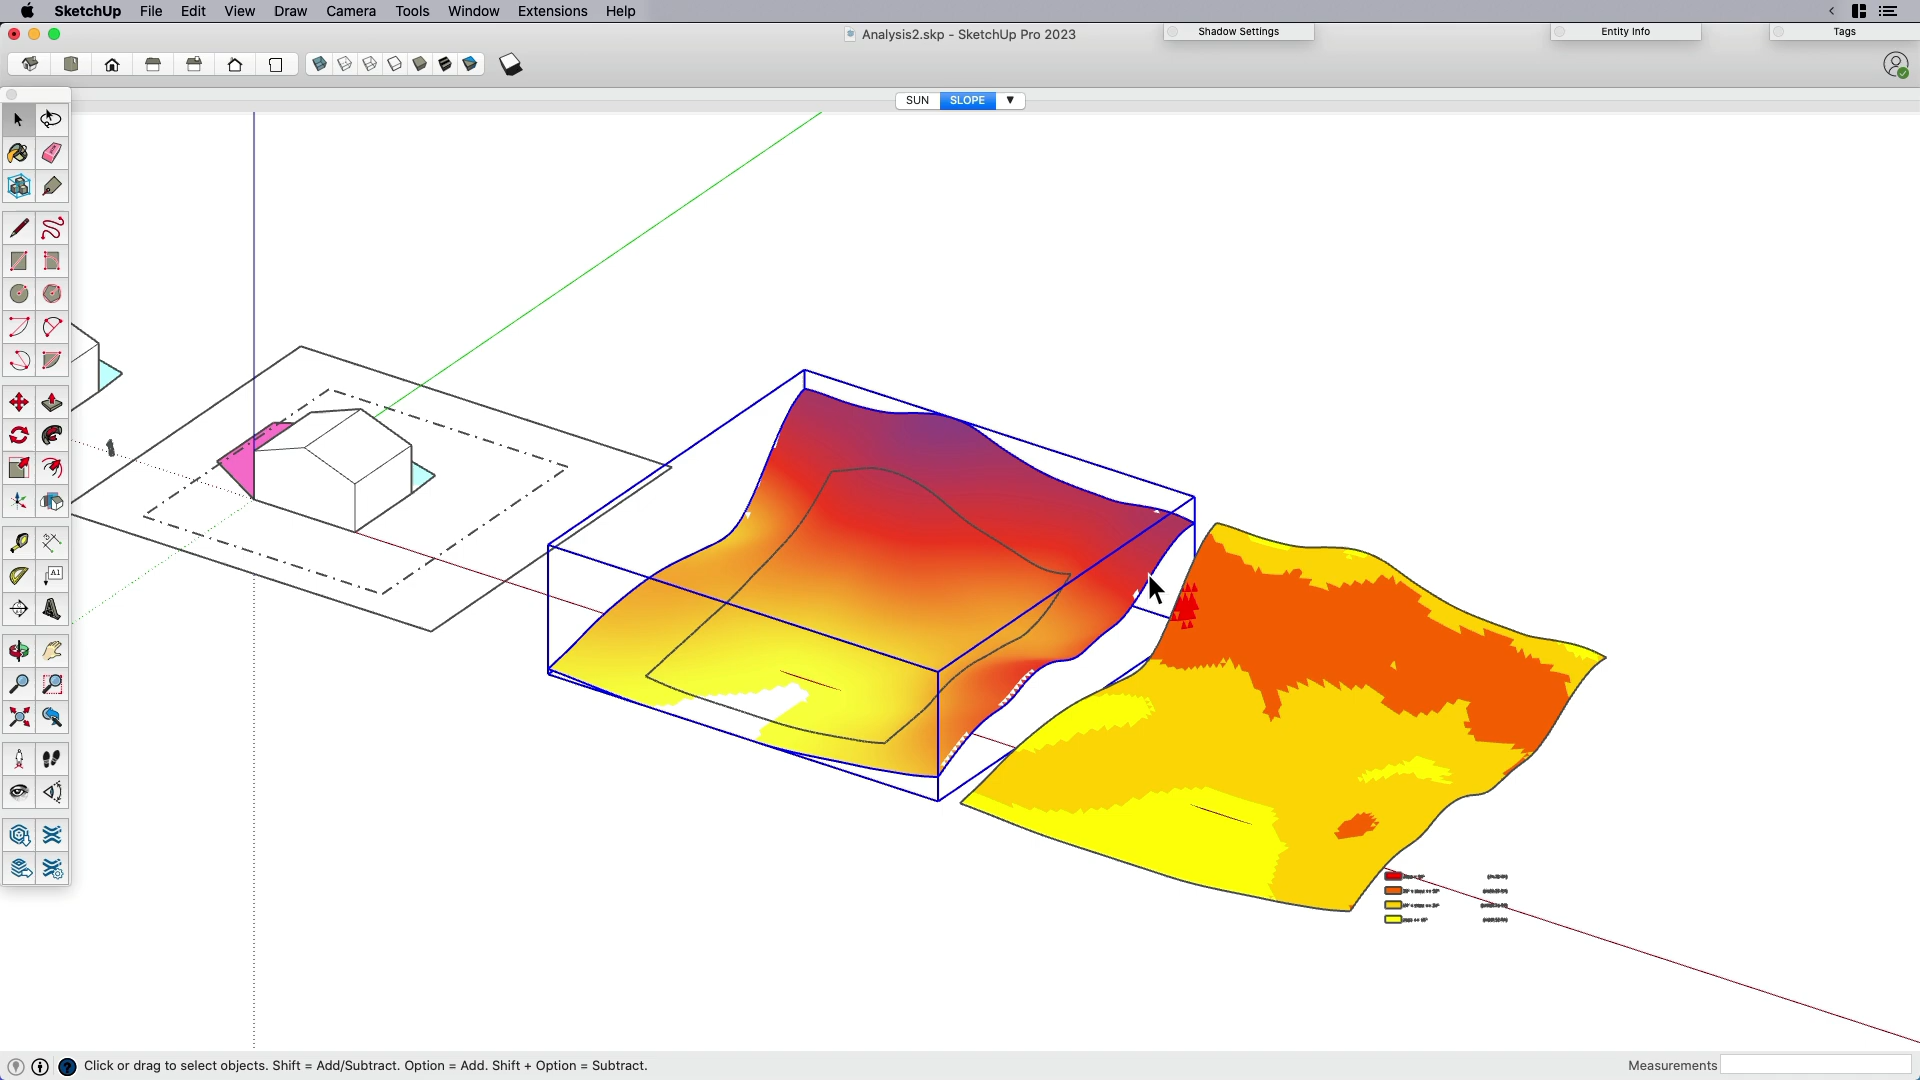 SketchUp File Edit View Draw Camera Tools Window Extensions Help
Analysis2.skp - SketchUp Pro 2023
Shadow Settings
Entity Info
Tags
SUN SLOPE
A1
Click or drag to select objects. Shift = Add/Subtract. Option = Add. Shift + Option = Subtract.
Measurements